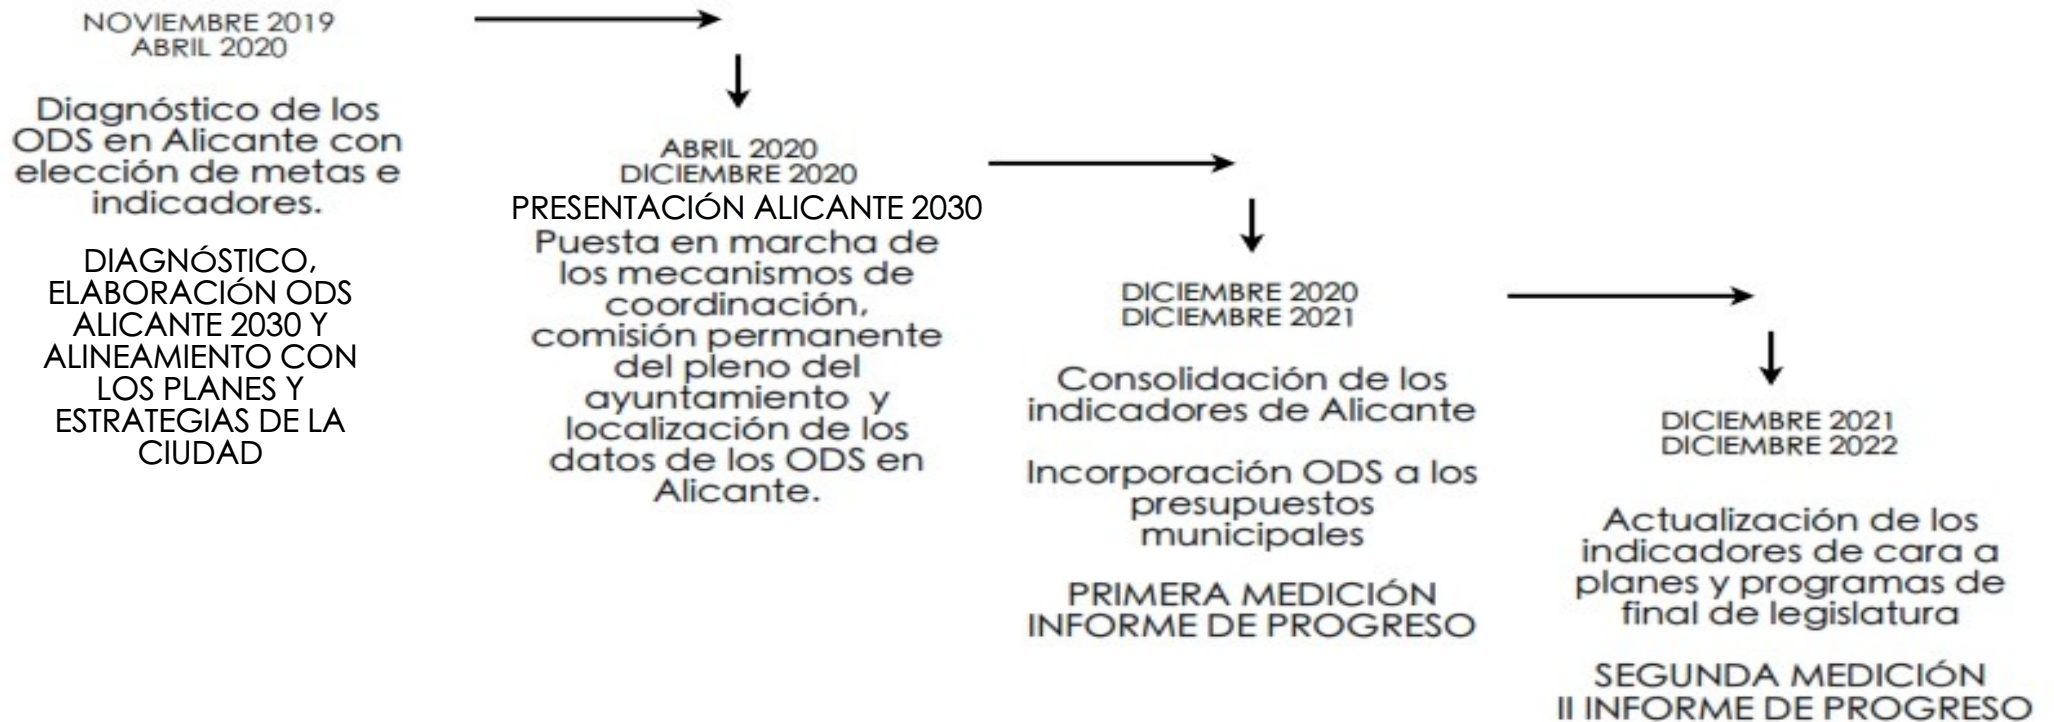 NOVIEMBRE 2019
ABRIL 2020
Diagnóstico de los
ODS en Alicante con
elección de metas e
indicadores.
DIAGNÓSTICO,
ELABORACIÓN ODS
ALICANTE 2030 Y
ALINEAMIENTO CON
LOS PLANES Y
ESTRATEGIAS DE LA
CIUDAD
ABRIL 2020
DICIEMBRE 2020
PRESENTACIÓN ALICANTE 2030
Puesta en marcha de
los mecanismos de
coordinación,
comisión permanente
del pleno del
ayuntamiento y
localización de los
datos de los ODS en
Alicante.
DICIEMBRE 2020
DICIEMBRE 2021
Consolidación de los
indicadores de Alicante
Incorporación ODS a los
presupuestos
municipales
PRIMERA MEDICIÓN
INFORME DE PROGRESO
DICIEMBRE 2021
DICIEMBRE 2022
Actualización de los
indicadores de cara a
planes y programas de
final de legislatura
SEGUNDA MEDICIÓN
II INFORME DE PROGRESO